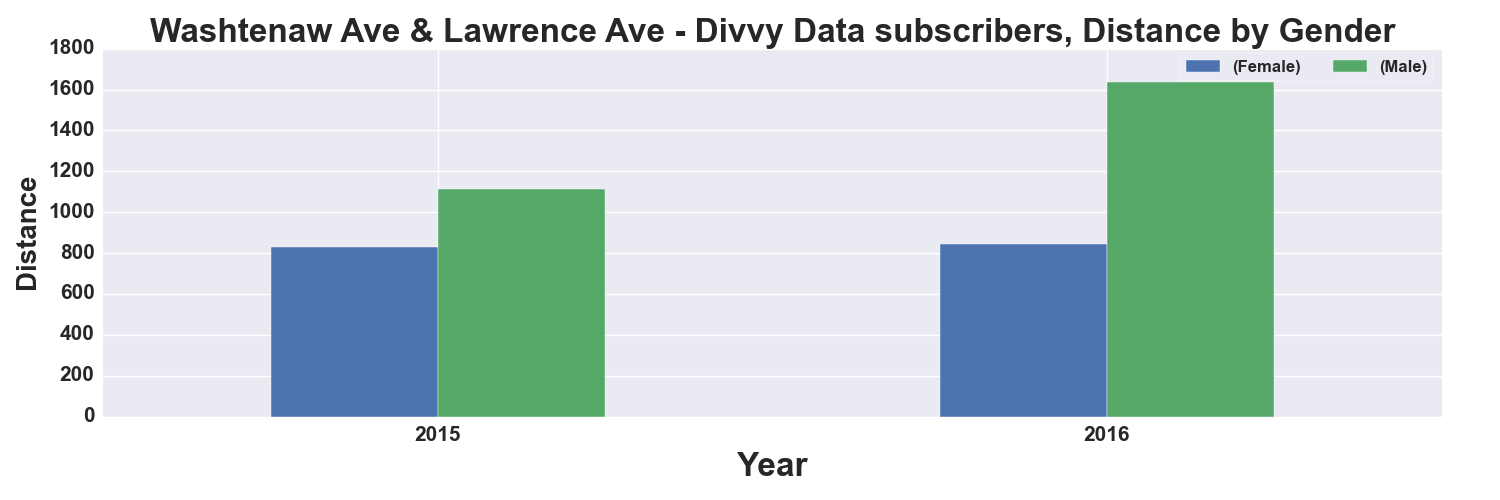 Washtenaw Ave & Lawrence Ave - Divvy Data subscribers, Distance by Gender
(Female) (Male)
Distance
1800
1600
1400
1200
1000
800
600
400
200
0
2015 2016
Year